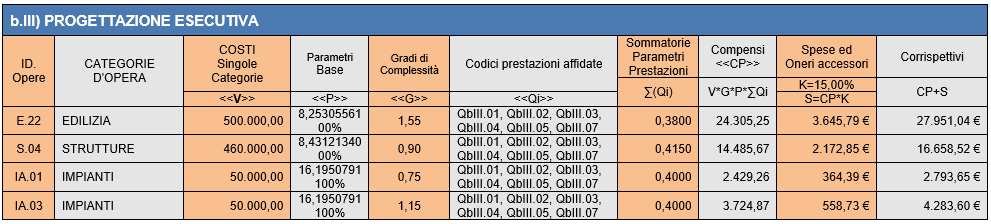 b.III) PROGETTAZIONE ESECUTIVA
ID. Opere
CATEGORIE D'OPERA
COSTI Singole Categorie
Parametri Base
Gradi di Complessità
Codici prestazioni affidate
Sommatorie Parametri Prestazioni
Compensi <<CP>>
Spese ed Oneri accessori
Corrispettivi
K=15,00%
<<V>> <<P>> <<G>> <<Qi>> ∑(Qi) V*G*P*∑Qi S=CP*K CP+S
E.22 EDILIZIA 500.000,00 8,25305561 00% 1,55 QbIII.01, QbIII.02, QbIII.03, QbIII.04, QbIII.05, QbIII.07 0,3800 24.305,25 3.645,79 € 27.951,04 €
S.04 STRUTTURE 460.000,00 8,43121340 00% 0,90 QbIII.01, QbIII.02, QbIII.03, QbIII.04, QbIII.05, QbIII.07 0,4150 14.485,67 2.172,85 € 16.658,52 €
IA.01 IMPIANTI 50.000,00 16,1950791 100% 0,75 QbIII.01, QbIII.02, QbIII.03, QbIII.04, QbIII.05, QbIII.07 0,4000 2.429,26 364,39 € 2.793,65 €
IA.03 IMPIANTI 50.000,00 16,1950791 100% 1,15 QbIII.01, QbIII.02, QbIII.03, QbIII.04, QbIII.05, QbIII.07 0,4000 3.724,87 558,73 € 4.283,60 €